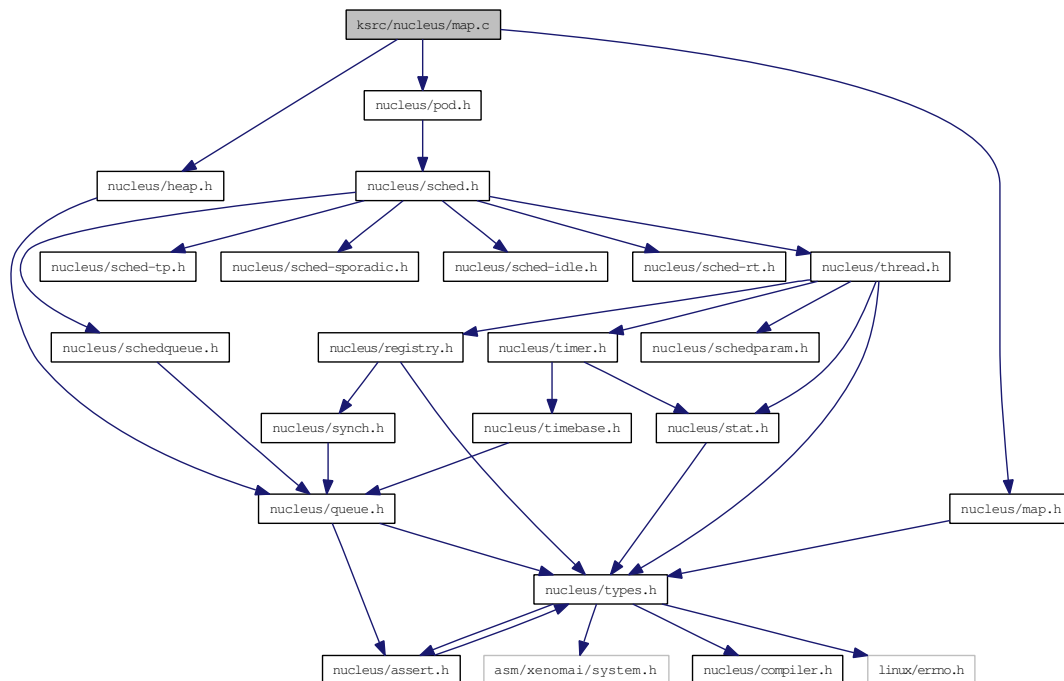 ksrc/nucleus/map.c
nucleus/pod.h
nucleus/heap.h
nucleus/sched.h
nucleus/sched-tp.h
nucleus/sched-sporadic.h
nucleus/sched-idle.h
nucleus/sched-rt.h
nucleus/thread.h
nucleus/schedqueue.h
nucleus/registry.h
nucleus/timer.h
nucleus/schedparam.h
nucleus/synch.h
nucleus/timebase.h
nucleus/stat.h
nucleus/queue.h
nucleus/map.h
nucleus/types.h
nucleus/assert.h
asm/xenomai/system.h
nucleus/compiler.h
linux/errno.h